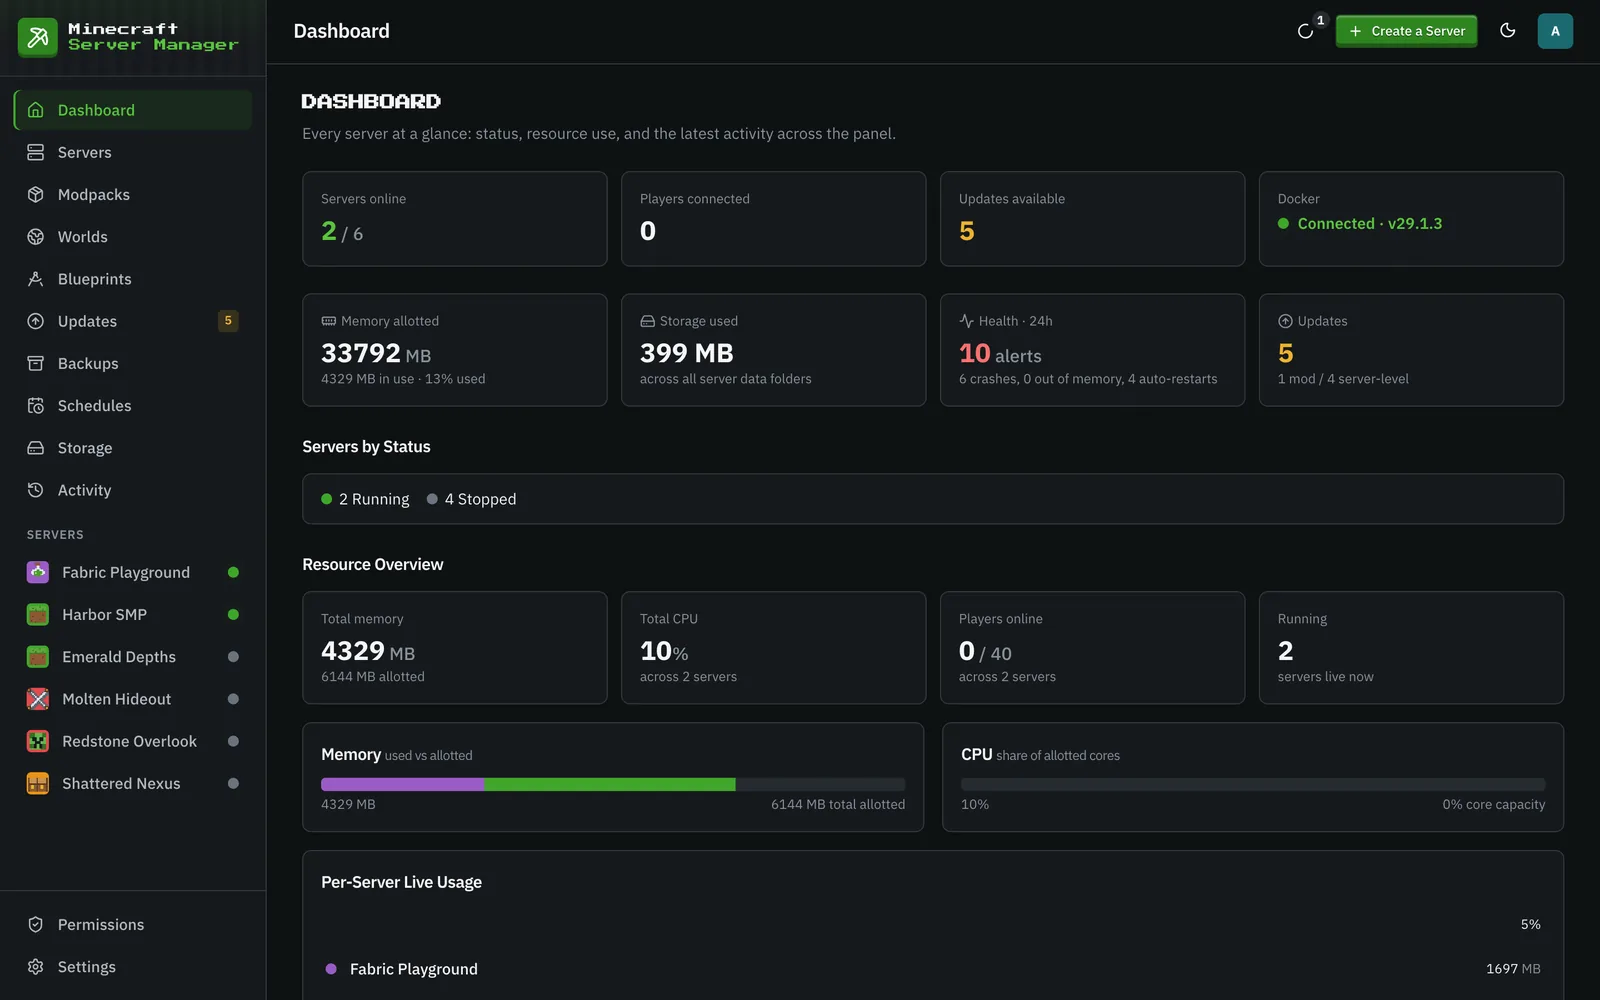 Minecraft
Server Manager
Dashboard
1
Create a Server
A
Dashboard
Servers
Modpacks
Worlds
Blueprints
Updates
5
Backups
Schedules
Storage
Activity
SERVERS
Fabric Playground
Harbor SMP
Emerald Depths
Molten Hideout
Redstone Overlook
Shattered Nexus
Permissions
Settings
DASHBOARD
Every server at a glance: status, resource use, and the latest activity across the panel.
Servers online
2 / 6
Players connected
0
Updates available
5
Docker
Connected · v29.1.3
Memory allotted
33792 MB
4329 MB in use · 13% used
Storage used
399 MB
across all server data folders
Health · 24h
10 alerts
6 crashes, 0 out of memory, 4 auto-restarts
Updates
5
1 mod / 4 server-level
Servers by Status
2 Running
4 Stopped
Resource Overview
Total memory
4329 MB
6144 MB allotted
Total CPU
10%
across 2 servers
Players online
0 / 40
across 2 servers
Running
2
servers live now
Memory used vs allotted
4329 MB
6144 MB total allotted
CPU share of allotted cores
10%
0% core capacity
Per-Server Live Usage
5%
Fabric Playground
1697 MB